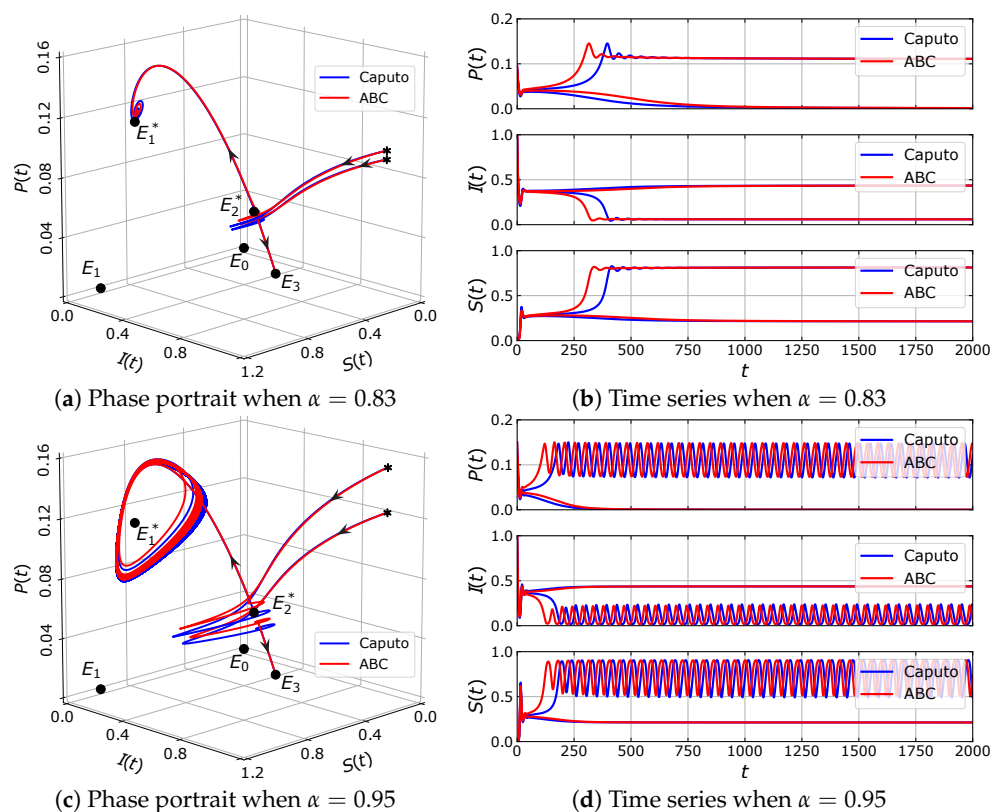 0.16
0.12
0.08
0.04
P(t)
Caputo
ABC
E₁*
E₂*
E₀
E₃
E₁
0.0
0.4
0.8
1.2
I(t)
0.0
0.4
0.8
S(t)
(a) Phase portrait when α = 0.83
0.2
0.1
0.0
P(t)
Caputo
ABC
1.0
0.5
0.0
I(t)
Caputo
ABC
1.0
0.5
0.0
S(t)
Caputo
ABC
0 250 500 750 1000 1250 1500 1750 2000
t
(b) Time series when α = 0.83
0.16
0.12
0.08
0.04
P(t)
E₁*
E₂*
E₀
E₃
E₁
Caputo
ABC
0.0
0.4
0.8
1.2
I(t)
0.0
0.4
0.8
S(t)
(c) Phase portrait when α = 0.95
0.2
0.1
0.0
P(t)
Caputo
ABC
1.0
0.5
0.0
I(t)
Caputo
ABC
1.0
0.5
0.0
S(t)
Caputo
ABC
0 250 500 750 1000 1250 1500 1750 2000
t
(d) Time series when α = 0.95